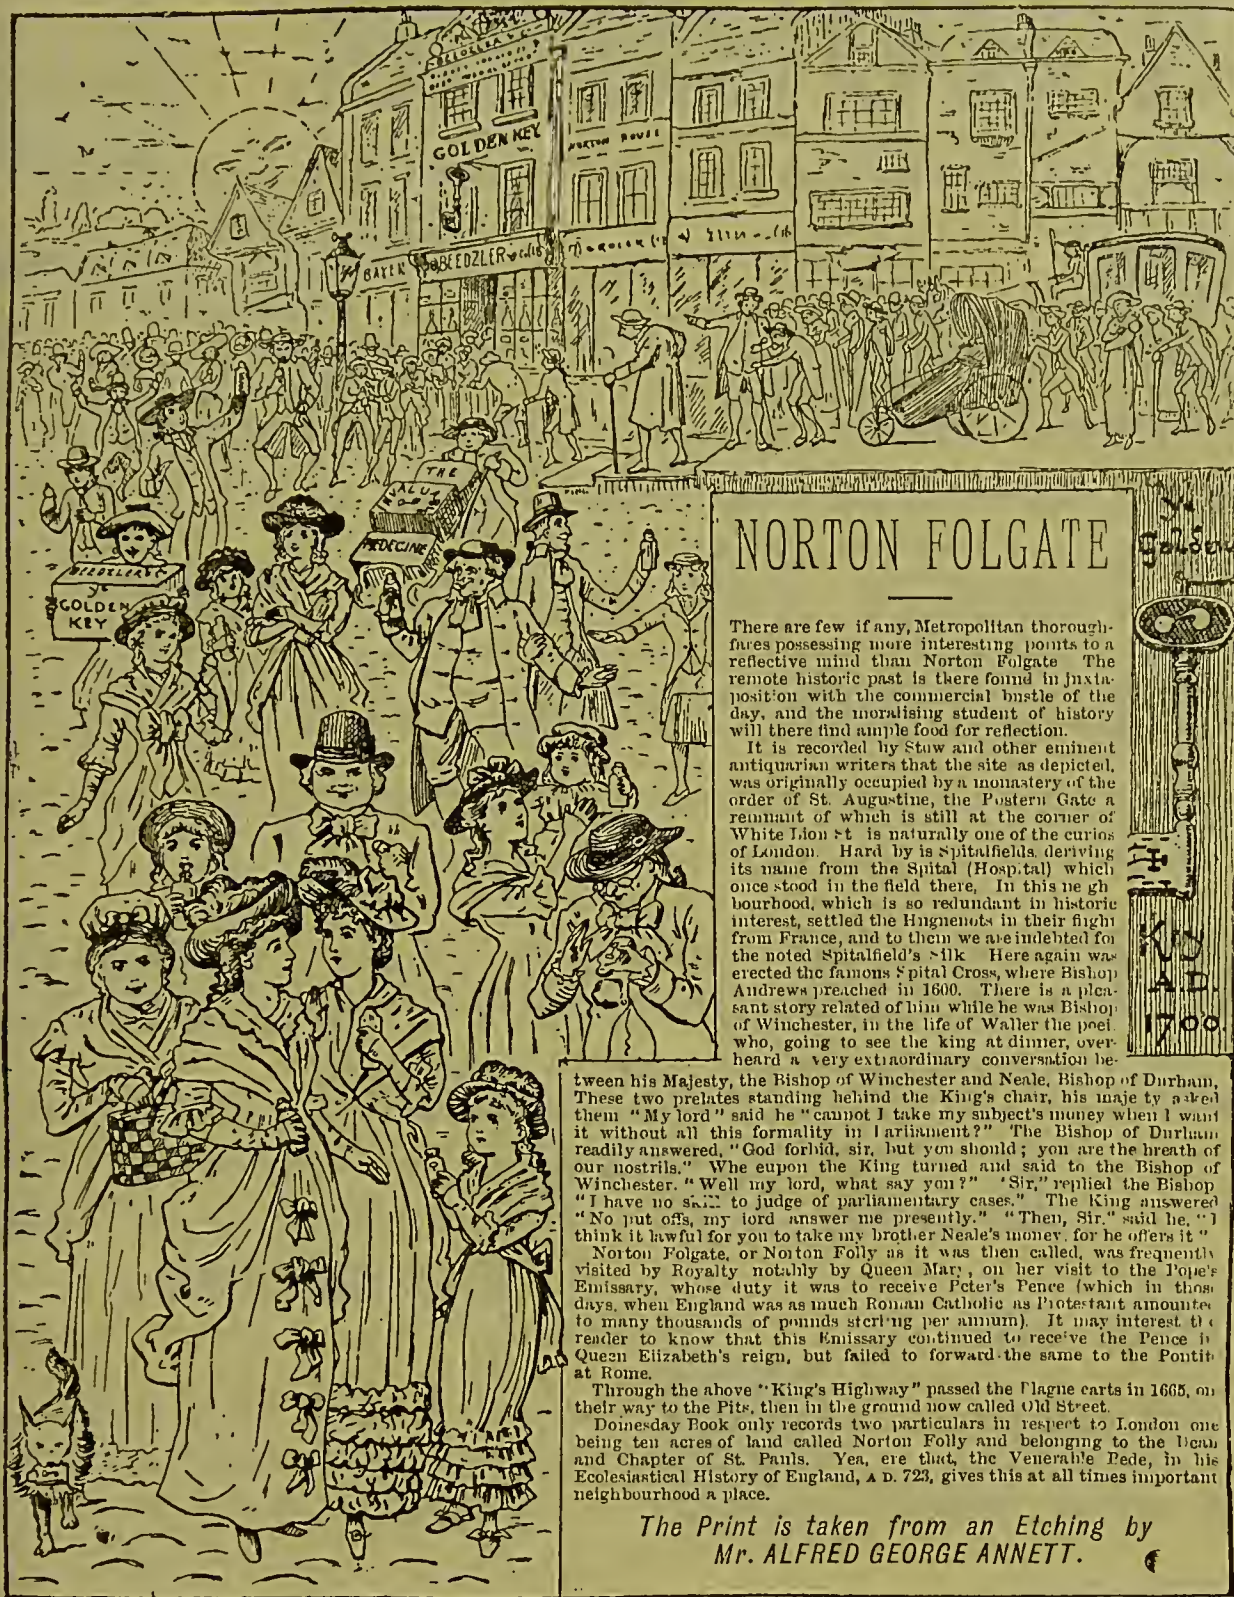 GOLDEN KEY
NORTON HOUSE
BAKER
BEEDZLER & Co
THE
VALUE
OF
MEDECINE
BEEDZLER'S
Ye
GOLDEN
KEY
NORTON FOLGATE
There are few if any, Metropolitan thorough-
fares possessing more interesting points to a
reflective mind than Norton Folgate The
remote historic past is there found in juxta-
position with the commercial bustle of the
day, and the moralising student of history
will there find ample food for reflection.
It is recorded by Stow and other eminent
antiquarian writers that the site as depicted,
was originally occupied by a monastery of the
order of St. Augustine, the Postern Gate a
remnant of which is still at the corner of
White Lion St is naturally one of the curios
of London. Hard by is Spitalfields, deriving
its name from the Spital (Hospital) which
once stood in the field there, In this ne gh
bourhood, which is so redundant in historic
interest, settled the Hugnenots in their flight
from France, and to them we are indebted for
the noted Spitalfield's Silk Here again was
erected the famous Spital Cross, where Bishop
Andrews preached in 1600. There is a plea-
sant story related of him while he was Bishop
of Winchester, in the life of Waller the poet.
who, going to see the king at dinner, over-
heard a very extraordinary conversation be-
tween his Majesty, the Bishop of Winchester and Neale, Bishop of Durham,
These two prelates standing behind the King's chair, his maje ty asked
them "My lord" said he "cannot I take my subject's money when I want
it without all this formality in Parliament?" The Bishop of Durham
readily answered, "God forbid, sir, but you should; you are the breath of
our nostrils." Whe eupon the King turned and said to the Bishop of
Winchester. "Well my lord, what say you?" 'Sir," replied the Bishop
"I have no skill to judge of parliamentary cases." The King answered
"No put offs, my lord answer me presently." "Then, Sir." said he, "I
think it lawful for you to take my brother Neale's money, for he offers it"
Norton Folgate, or Norton Folly as it was then called, was frequently
visited by Royalty notably by Queen Mary, on her visit to the Pope's
Emissary, whose duty it was to receive Peter's Pence (which in those
days, when England was as much Roman Catholic as Protestant amounted
to many thousands of pounds sterl'ng per annum). It may interest the
reader to know that this Emissary continued to receive the Pence in
Queen Elizabeth's reign, but failed to forward the same to the Pontiff
at Rome.
Through the above "King's Highway" passed the Plague carts in 1665, on
their way to the Pits, then in the ground now called Old Street.
Domesday Book only records two particulars in respect to London one
being ten acres of land called Norton Folly and belonging to the Dean
and Chapter of St. Pauls. Yea, ere that, the Venerable Bede, in his
Ecclesiastical History of England, A D. 723, gives this at all times important
neighbourhood a place.
The Print is taken from an Etching by
Mr. ALFRED GEORGE ANNETT.
Ye
Golden
A.D.
1700